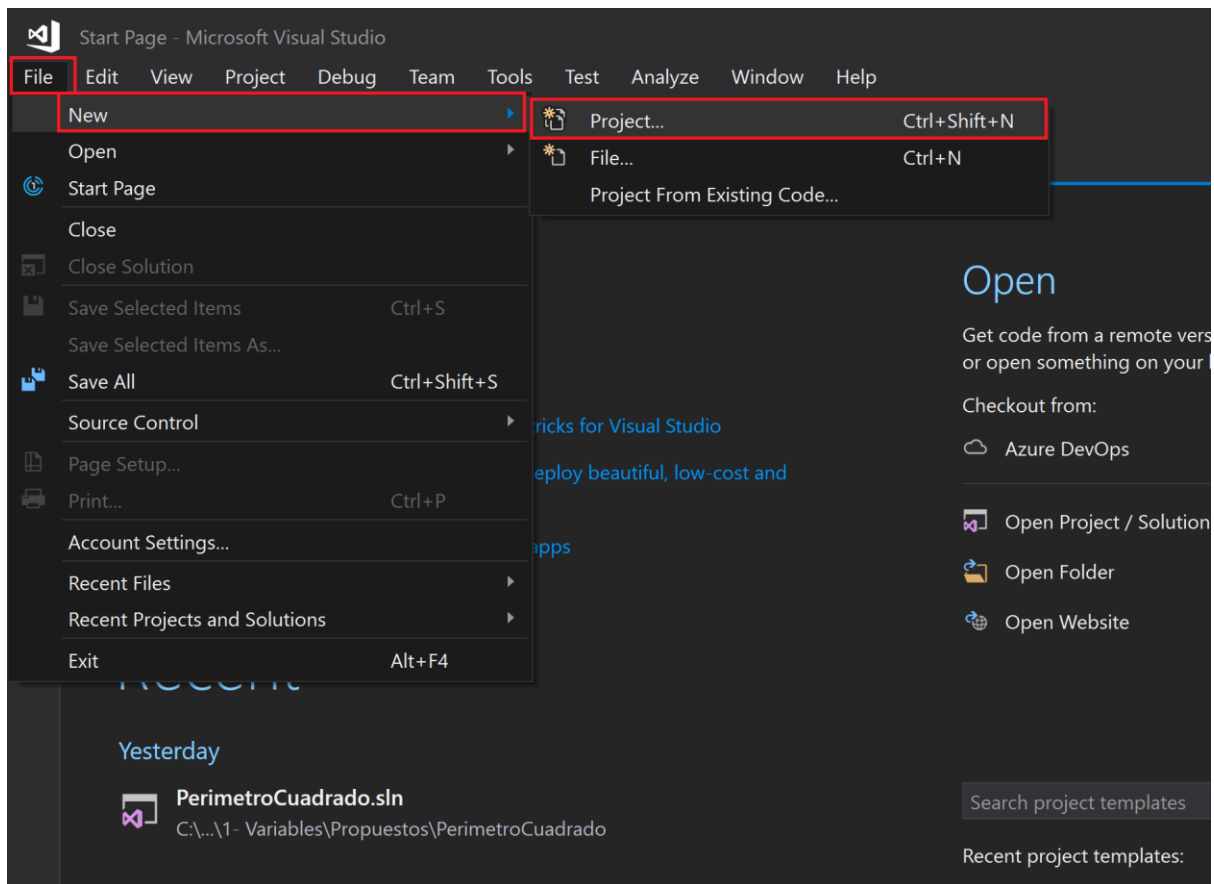 Start Page - Microsoft Visual Studio
File Edit View Project Debug Team Tools Test Analyze Window Help
New
Project... Ctrl+Shift+N
Open
File... Ctrl+N
Start Page
Project From Existing Code...
Close
Close Solution
Save Selected Items Ctrl+S
Save Selected Items As...
Save All Ctrl+Shift+S
Source Control
Page Setup...
Print... Ctrl+P
Account Settings...
Recent Files
Recent Projects and Solutions
Exit Alt+F4
tricks for Visual Studio
eploy beautiful, low-cost and
apps
Open
Get code from a remote vers
or open something on your
Checkout from:
Azure DevOps
Open Project / Solution
Open Folder
Open Website
Recent
Yesterday
PerimetroCuadrado.sln
C:\...\1- Variables\Propuestos\PerimetroCuadrado
Search project templates
Recent project templates: